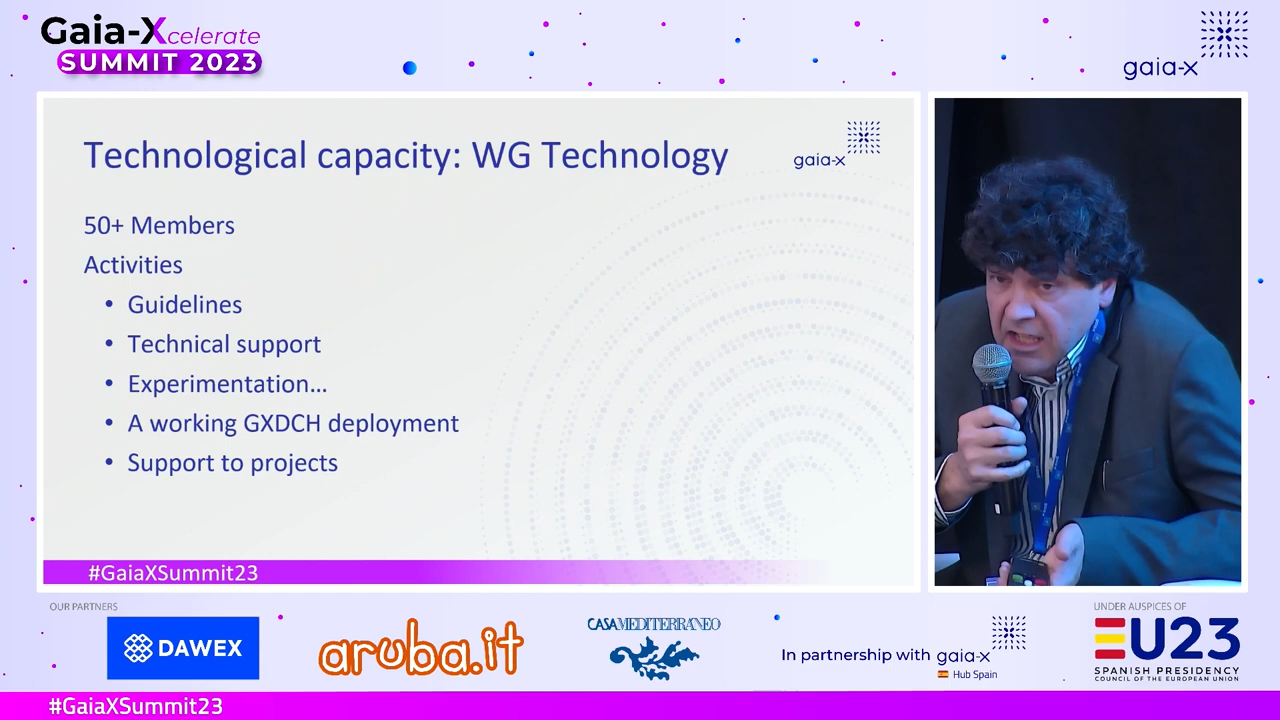 Gaia-Xcelerate
SUMMIT 2023
gaia-x
Technological capacity: WG Technology
gaia-x
50+ Members
Activities
• Guidelines
• Technical support
• Experimentation...
• A working GXDCH deployment
• Support to projects
#GaiaXSummit23
OUR PARTNERS
DAWEX
aruba.it
CASAMEDITERRÁNEO
In partnership with gaia-x
Hub Spain
UNDER AUSPICES OF
EU23
SPANISH PRESIDENCY
COUNCIL OF THE EUROPEAN UNION
#GaiaXSummit23